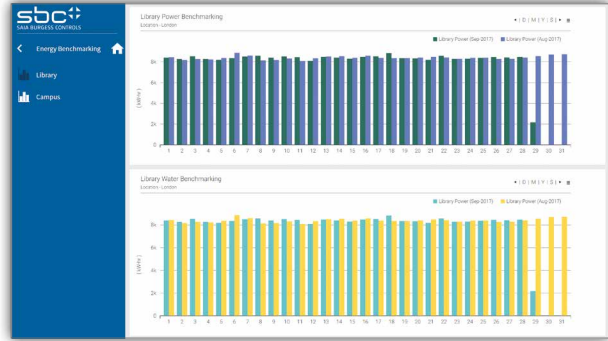 sbc
SAIA BURGESS CONTROLS
Energy Benchmarking
Library
Campus
Library Power Benchmarking
Location - London
| D | M | Y | S |
Library Power (Sep-2017) Library Power (Aug-2017)
8k
6k
4k
2k
0
( kW/hr )
1 2 3 4 5 6 7 8 9 10 11 12 13 14 15 16 17 18 19 20 21 22 23 24 25 26 27 28 29 30 31
Library Water Benchmarking
Location - London
| D | M | Y | S |
Library Power (Sep-2017) Library Power (Aug-2017)
8k
6k
4k
2k
0
( kW/hr )
1 2 3 4 5 6 7 8 9 10 11 12 13 14 15 16 17 18 19 20 21 22 23 24 25 26 27 28 29 30 31